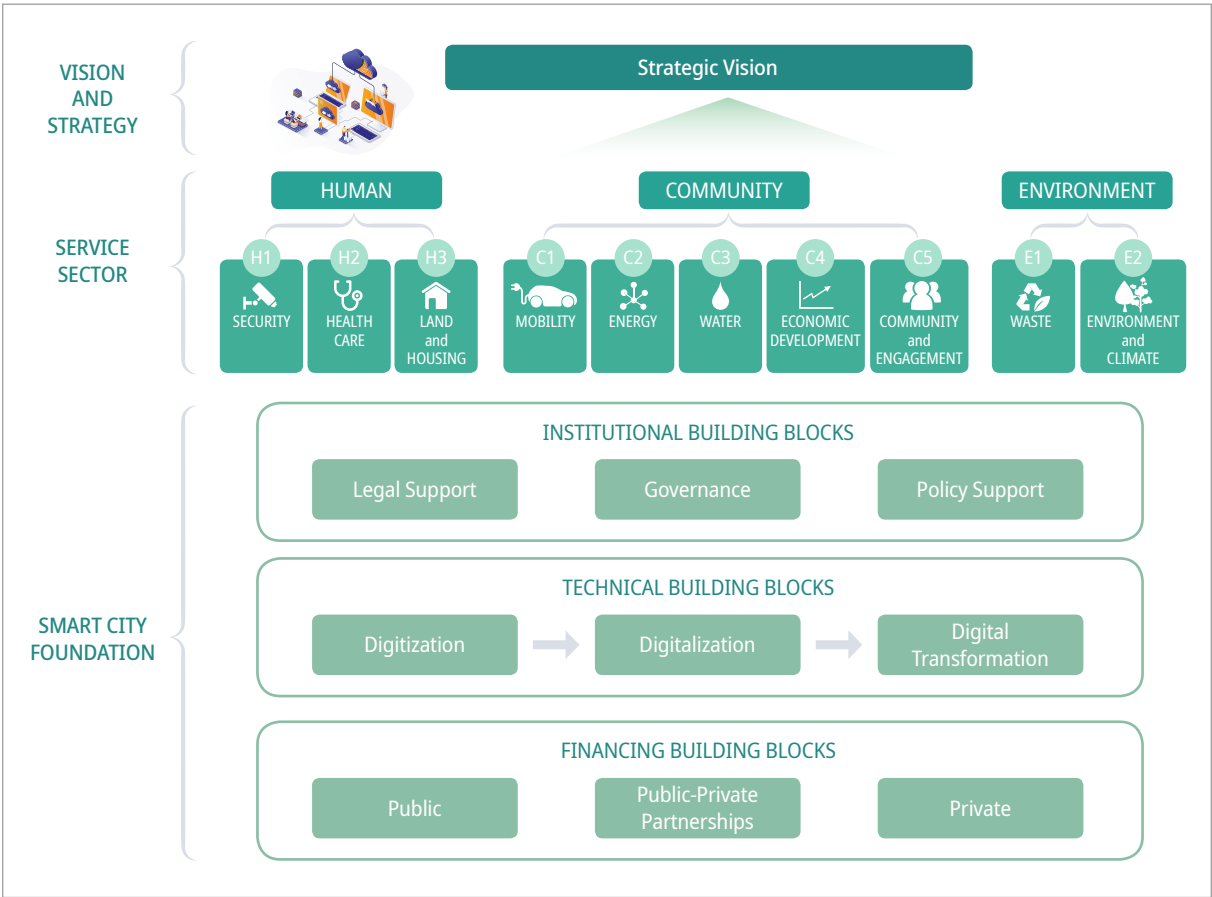 VISION
AND
STRATEGY
Strategic Vision
SERVICE
SECTOR
HUMAN
H1
SECURITY
H2
HEALTH
CARE
H3
LAND
and
HOUSING
COMMUNITY
C1
MOBILITY
C2
ENERGY
C3
WATER
C4
ECONOMIC
DEVELOPMENT
C5
COMMUNITY
and
ENGAGEMENT
ENVIRONMENT
E1
WASTE
E2
ENVIRONMENT
and
CLIMATE
SMART CITY
FOUNDATION
INSTITUTIONAL BUILDING BLOCKS
Legal Support
Governance
Policy Support
TECHNICAL BUILDING BLOCKS
Digitization
Digitalization
Digital
Transformation
FINANCING BUILDING BLOCKS
Public
Public-Private
Partnerships
Private